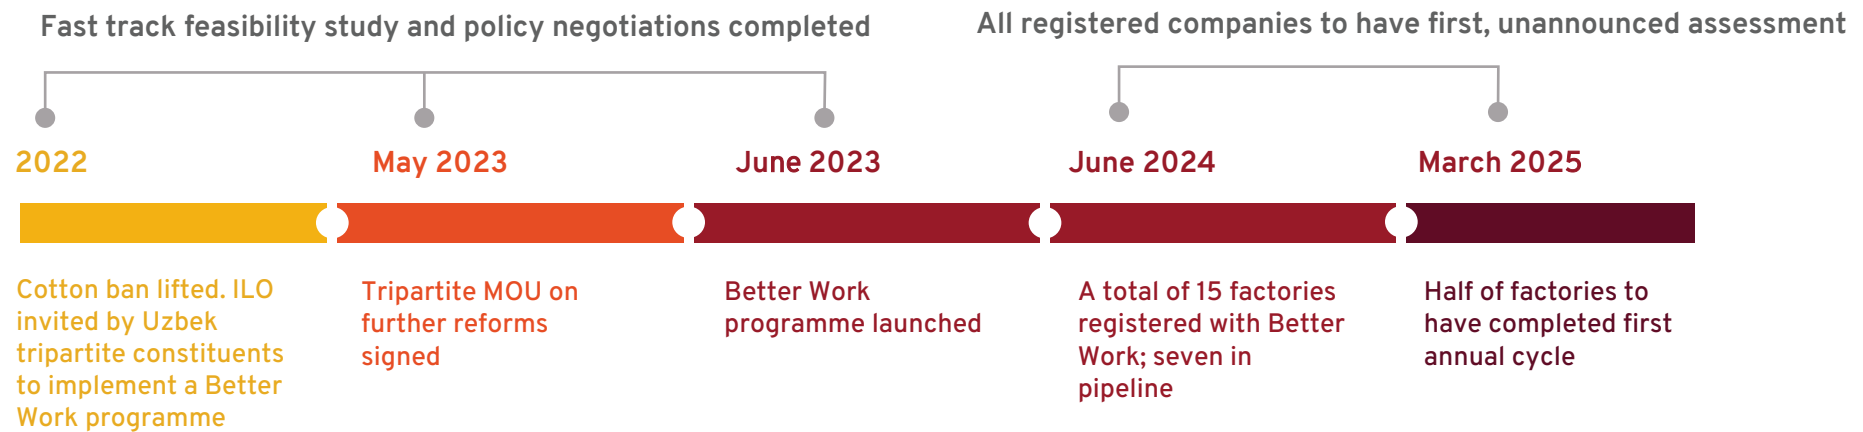 Fast track feasibility study and policy negotiations completed
All registered companies to have first, unannounced assessment
2022
May 2023
June 2023
June 2024
March 2025
Cotton ban lifted. ILO
invited by Uzbek
tripartite constituents
to implement a Better
Work programme
Tripartite MOU on
further reforms
signed
Better Work
programme launched
A total of 15 factories
registered with Better
Work; seven in
pipeline
Half of factories to
have completed first
annual cycle